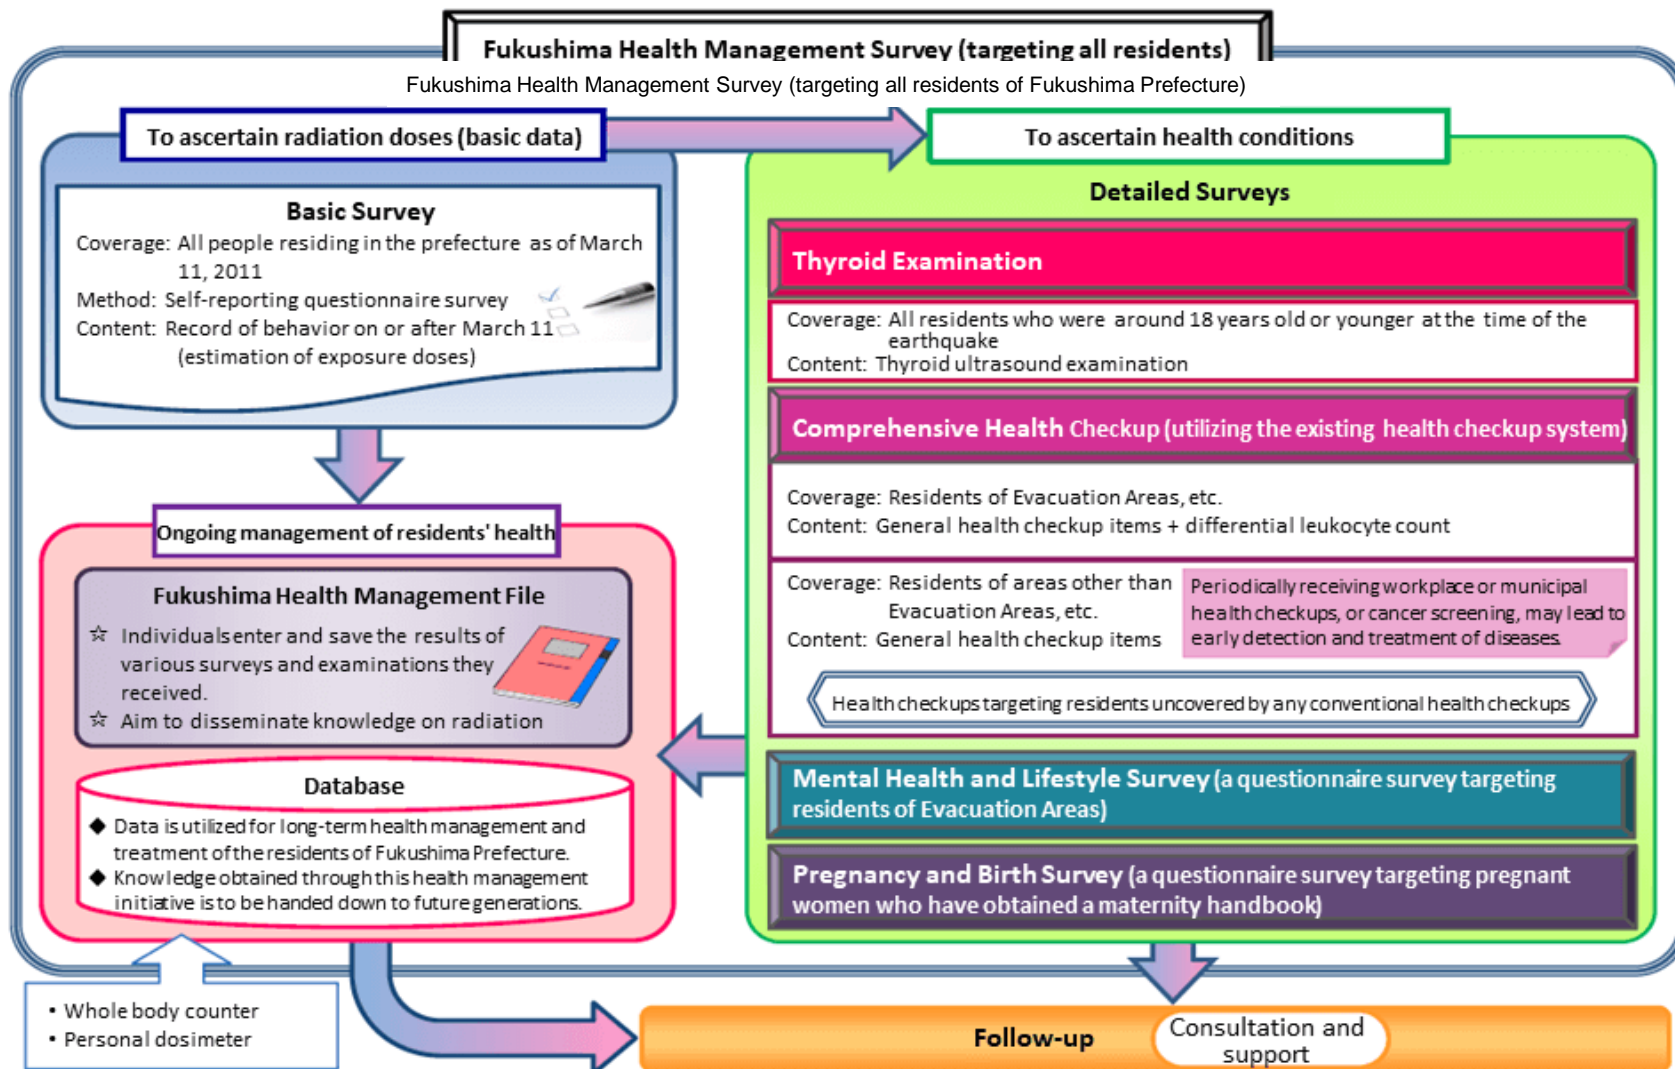 Fukushima Health Management Survey (targeting all residents)
Fukushima Health Management Survey (targeting all residents of Fukushima Prefecture)
To ascertain radiation doses (basic data)
Basic Survey
Coverage: All people residing in the prefecture as of March
11, 2011
Method: Self-reporting questionnaire survey
Content: Record of behavior on or after March 11
(estimation of exposure doses)
To ascertain health conditions
Detailed Surveys
Thyroid Examination
Coverage: All residents who were around 18 years old or younger at the time of the
earthquake
Content: Thyroid ultrasound examination
Comprehensive Health Checkup (utilizing the existing health checkup system)
Coverage: Residents of Evacuation Areas, etc.
Content: General health checkup items + differential leukocyte count
Coverage: Residents of areas other than
Evacuation Areas, etc.
Content: General health checkup items
Periodically receiving workplace or municipal
health checkups, or cancer screening, may lead to
early detection and treatment of diseases.
Health checkups targeting residents uncovered by any conventional health checkups
Mental Health and Lifestyle Survey (a questionnaire survey targeting
residents of Evacuation Areas)
Pregnancy and Birth Survey (a questionnaire survey targeting pregnant
women who have obtained a maternity handbook)
Ongoing management of residents' health
Fukushima Health Management File
☆ Individualsenter and save the results of
various surveys and examinations they
received.
☆ Aim to disseminate knowledge on radiation
Database
◆ Data is utilized for long-term health management and
treatment of the residents of Fukushima Prefecture.
◆ Knowledge obtained through this health management
initiative is to be handed down to future generations.
• Whole body counter
• Personal dosimeter
Follow-up
Consultation and
support